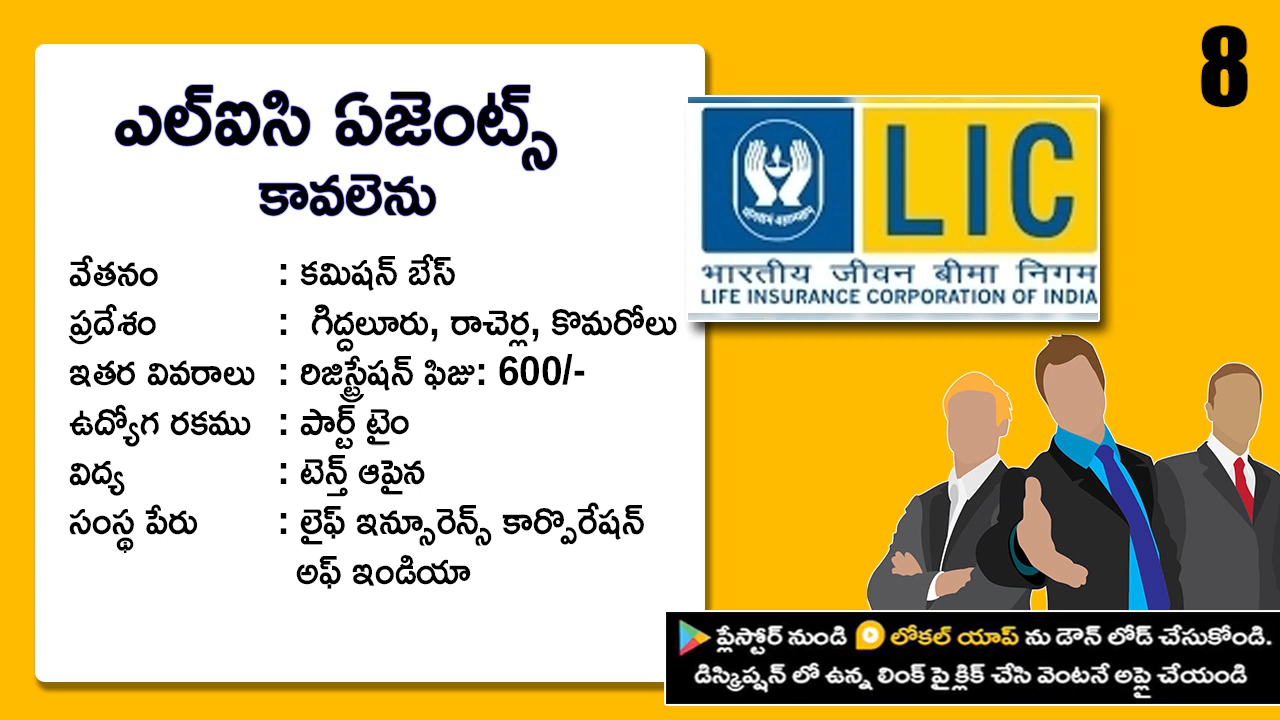 8
ఎల్ఐసి ఏజెంట్స్
కావలెను
వేతనం : కమిషన్ బేస్
ప్రదేశం : గిద్దలూరు, రాచెర్ల, కొమరోలు
ఇతర వివరాలు : రిజిస్ట్రేషన్ ఫిజు: 600/-
ఉద్యోగ రకము : పార్ట్ టైం
విద్య : టెన్త్ ఆపైన
సంస్థ పేరు : లైఫ్ ఇన్సూరెన్స్ కార్పొరేషన్
అఫ్ ఇండియా
LIC
भारतीय जीवन बीमा निगम
LIFE INSURANCE CORPORATION OF INDIA
ప్లేస్టోర్ నుండి లోకల్ యాప్ ను డౌన్ లోడ్ చేసుకోండి.
డిస్క్రిప్షన్ లో ఉన్న లింక్ పై క్లిక్ చేసి వెంటనే అప్లై చేయండి